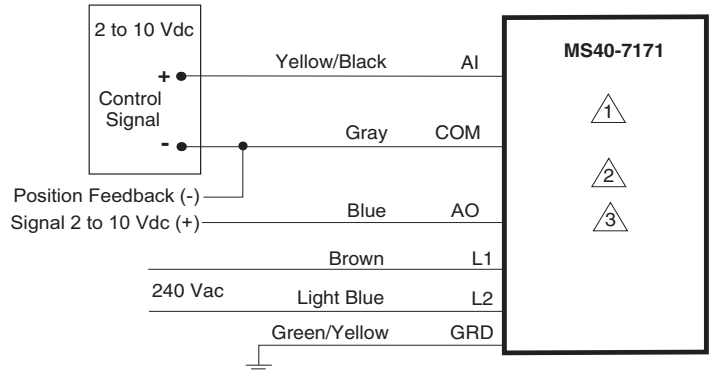 2 to 10 Vdc
+
Control
Signal
-
Yellow/Black AI
Gray COM
Position Feedback (-)
Signal 2 to 10 Vdc (+)
Blue AO
Brown L1
240 Vac
Light Blue L2
Green/Yellow GRD
MS40-7171
1
2
3